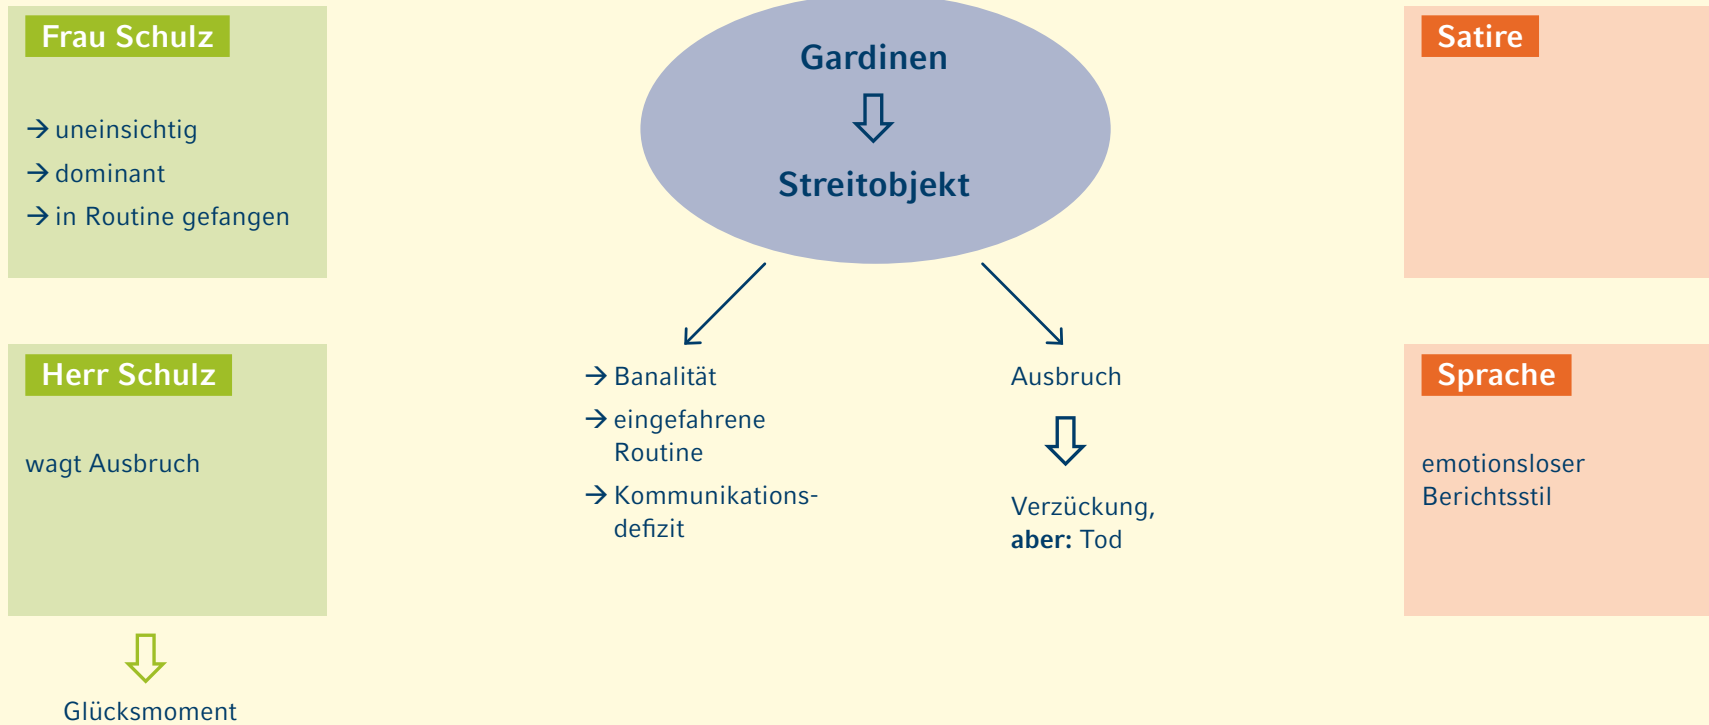 Frau Schulz
→ uneinsichtig
→ dominant
→ in Routine gefangen
Gardinen
Streitobjekt
Satire
Herr Schulz
wagt Ausbruch
→ Banalität
→ eingefahrene
Routine
→ Kommunikations-
defizit
Ausbruch
Verzückung,
aber: Tod
Sprache
emotionsloser
Berichtsstil
Glücksmoment